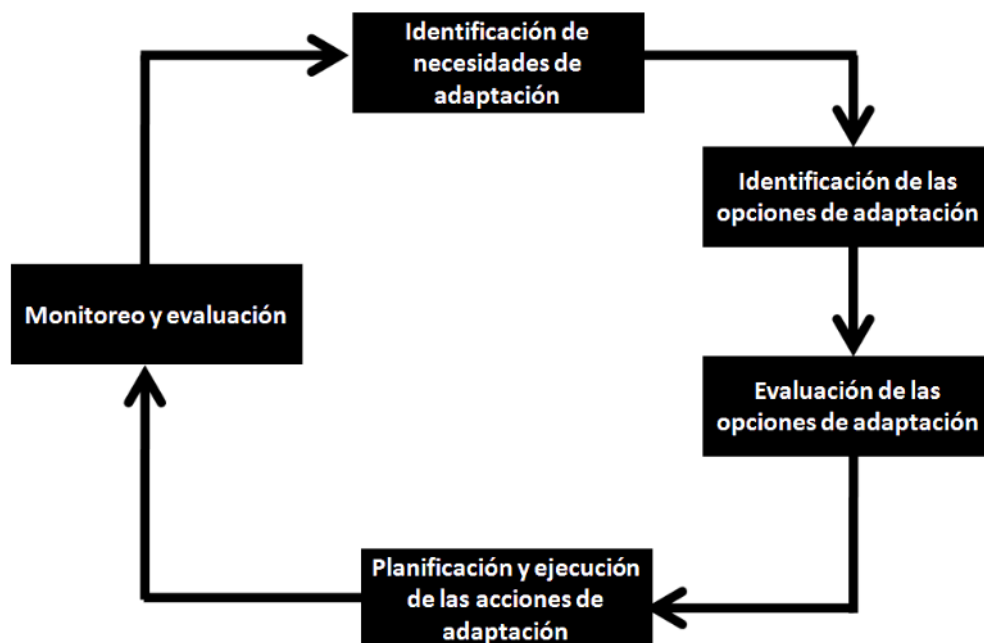 Identificación de
necesidades de
adaptación
Identificación de las
opciones de adaptación
Evaluación de las
opciones de adaptación
Planificación y ejecución
de las acciones de
adaptación
Monitoreo y evaluación